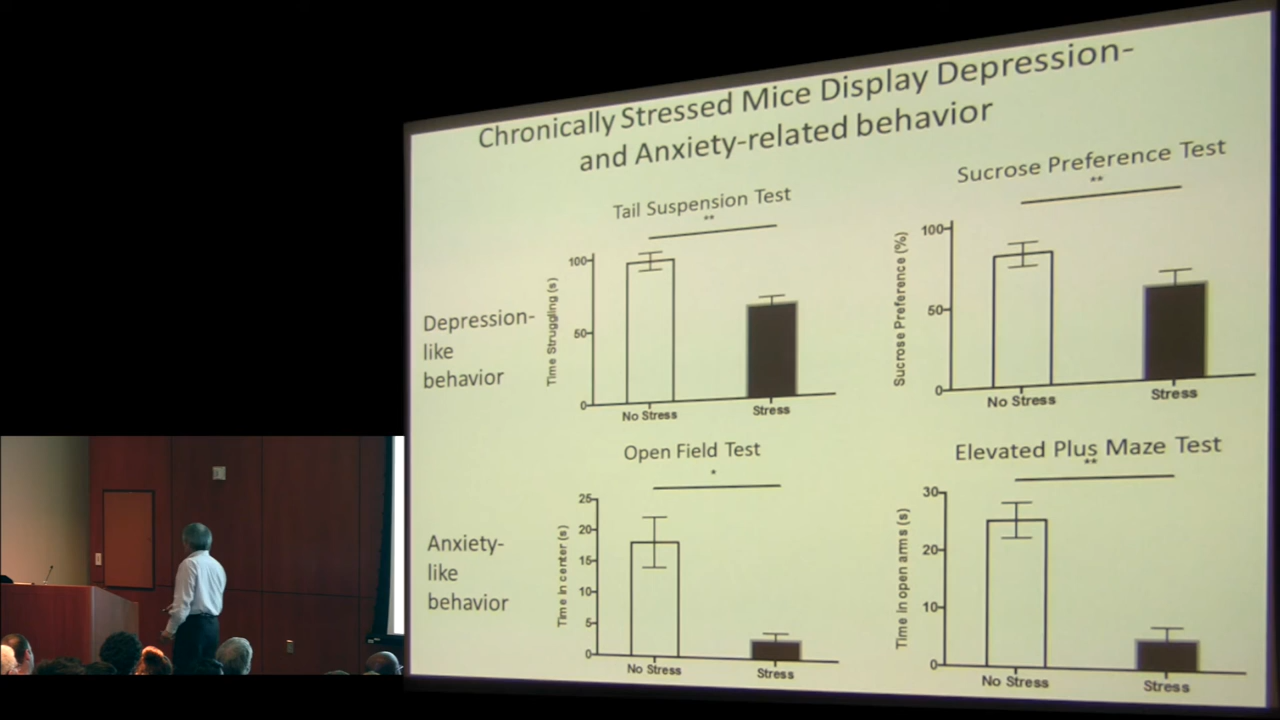 Chronically Stressed Mice Display Depression-
and Anxiety-related behavior
Tail Suspension Test
**
Time Struggling (s)
100
50
0
No Stress
Stress
Sucrose Preference Test
**
Sucrose Preference (%)
100
50
0
No Stress
Stress
Depression-
like
behavior
Open Field Test
*
Time in center (s)
25
20
15
10
5
0
No Stress
Stress
Elevated Plus Maze Test
**
Time in open arms (s)
30
20
10
0
No Stress
Stress
Anxiety-
like
behavior